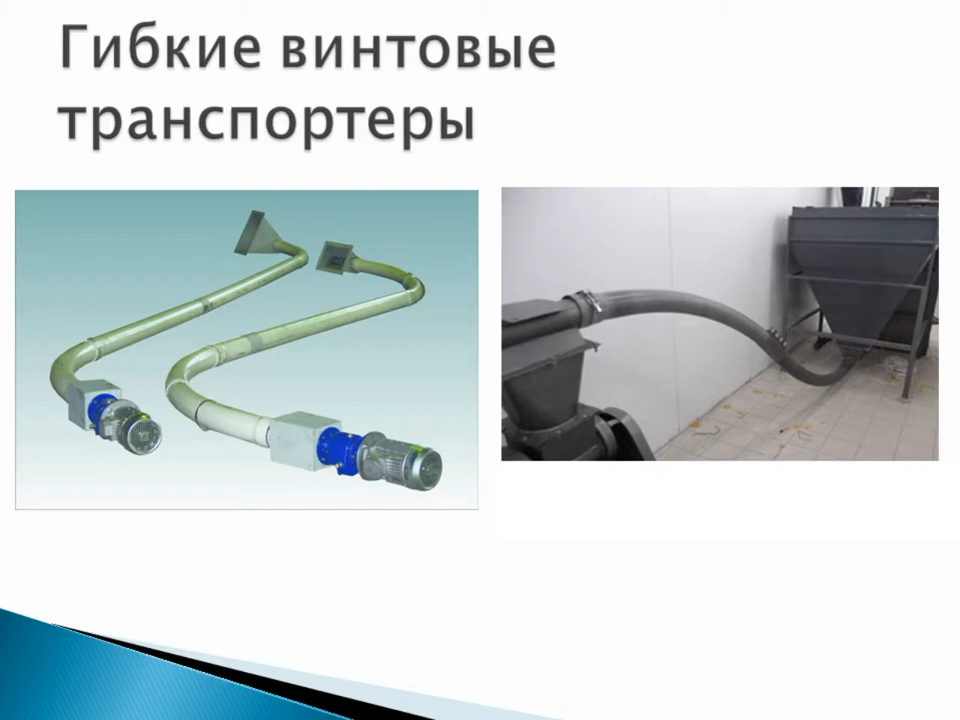 Гибкие винтовые
транспортеры